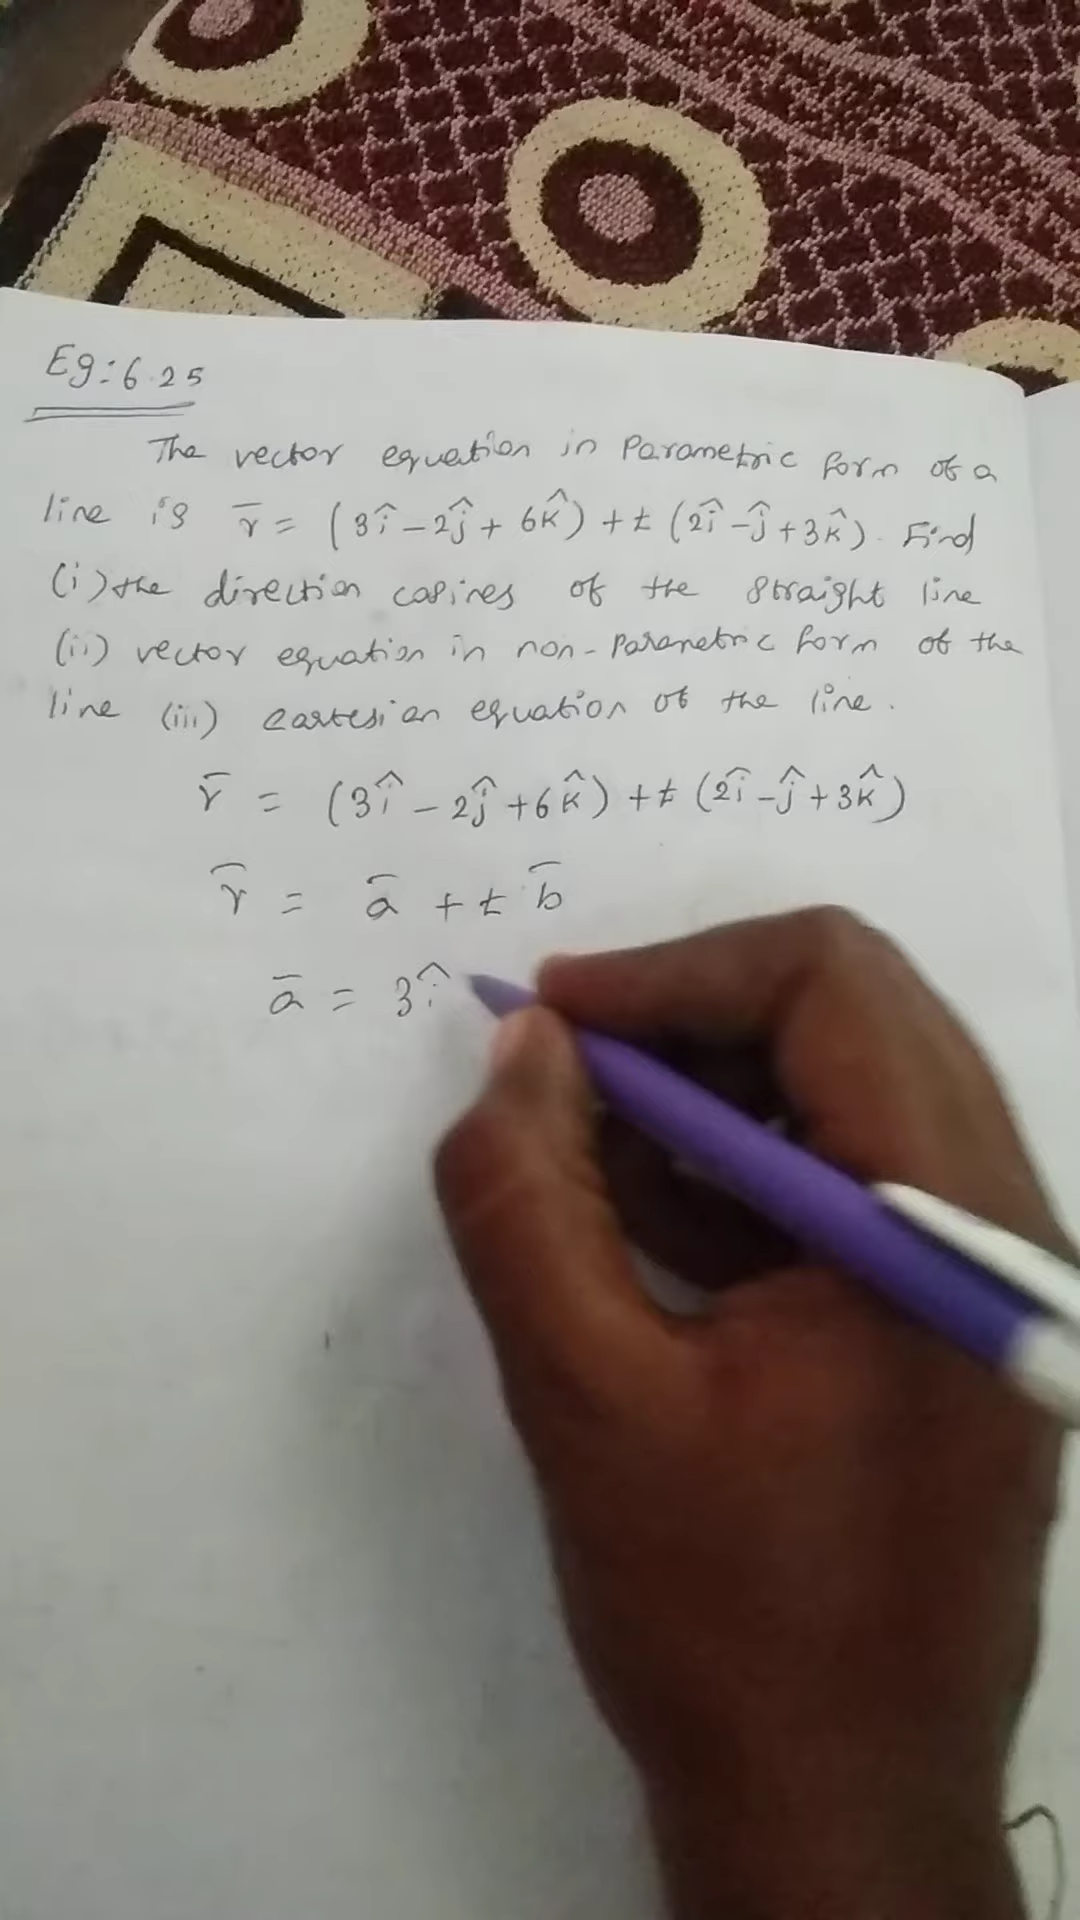 Eg: 6.25
The vector equation in Parametric form of a
line is r̄ = (3î - 2ĵ + 6k̂) + t (2î - ĵ + 3k̂). Find
(i) the direction cosines of the straight line
(ii) vector equation in non-parametric form of the
line (iii) cartesian equation of the line.
r̄ = (3î - 2ĵ + 6k̂) + t (2î - ĵ + 3k̂)
r̄ = ā + t b̄
ā = 3î